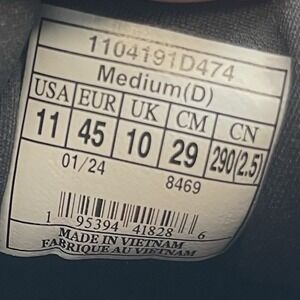 1104191D474
Medium(D)
USA EUR UK CM CN
11 45 10 29 290(2.5)
01/24 8469
1 95394 41828 6
MADE IN VIETNAM
FABRIQUE AU VIETNAM